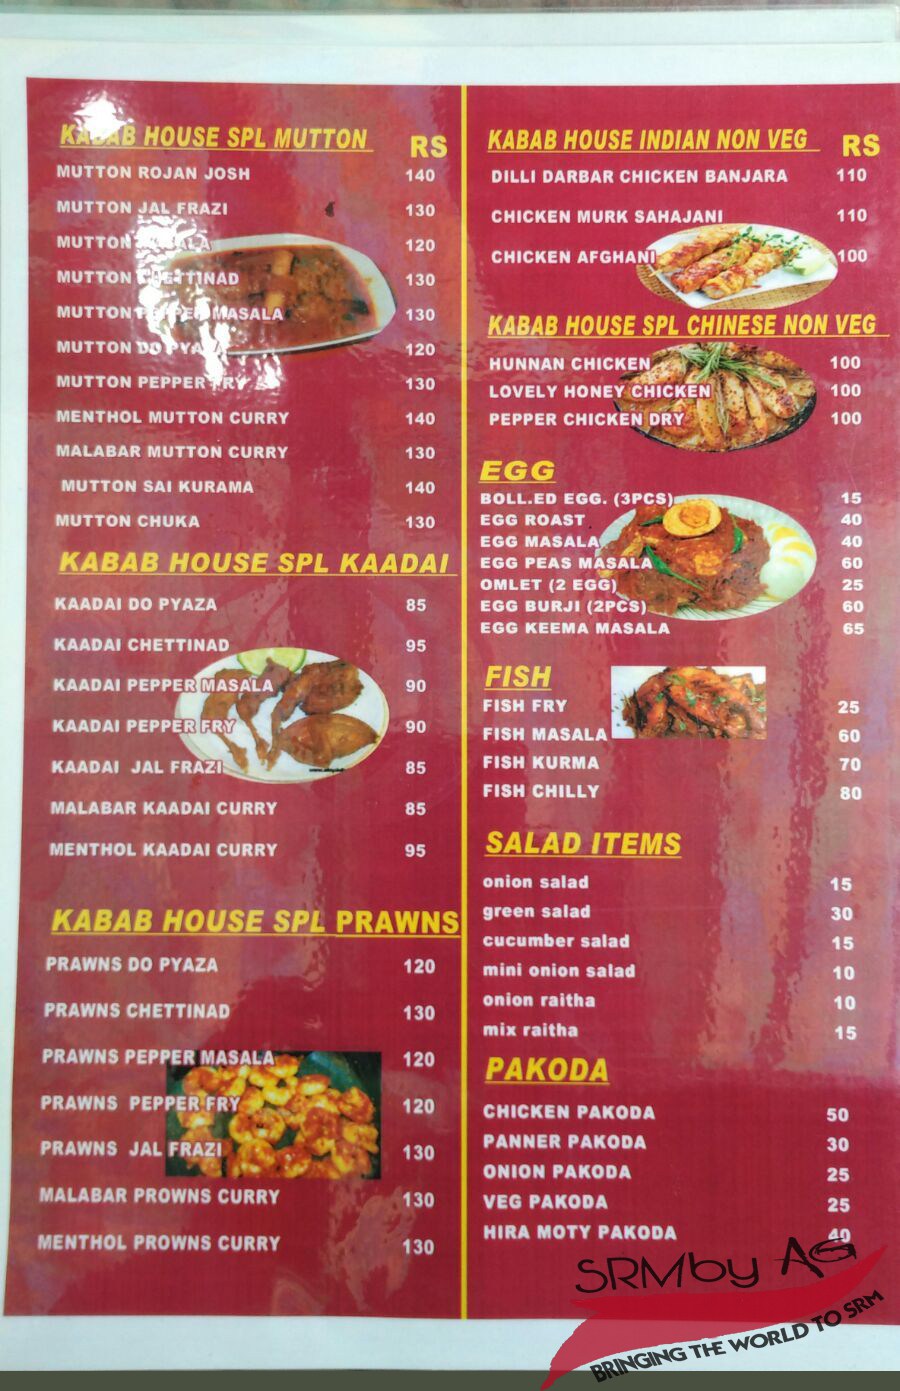 KABAB HOUSE SPL MUTTON RS
MUTTON ROJAN JOSH 140
MUTTON JAL FRAZI 130
MUTTON MASALA 120
MUTTON CHETTINAD 130
MUTTON PEPPER MASALA 130
MUTTON DO PYAZA 120
MUTTON PEPPER FRY 130
MENTHOL MUTTON CURRY 140
MALABAR MUTTON CURRY 130
MUTTON SAI KURAMA 140
MUTTON CHUKA 130
KABAB HOUSE SPL KAADAI
KAADAI DO PYAZA 85
KAADAI CHETTINAD 95
KAADAI PEPPER MASALA 90
KAADAI PEPPER FRY 90
KAADAI JAL FRAZI 85
MALABAR KAADAI CURRY 85
MENTHOL KAADAI CURRY 95
KABAB HOUSE SPL PRAWNS
PRAWNS DO PYAZA 120
PRAWNS CHETTINAD 130
PRAWNS PEPPER MASALA 120
PRAWNS PEPPER FRY 120
PRAWNS JAL FRAZI 130
MALABAR PROWNS CURRY 130
MENTHOL PROWNS CURRY 130
KABAB HOUSE INDIAN NON VEG RS
DILLI DARBAR CHICKEN BANJARA 110
CHICKEN MURK SAHAJANI 110
CHICKEN AFGHANI 100
KABAB HOUSE SPL CHINESE NON VEG
HUNNAN CHICKEN 100
LOVELY HONEY CHICKEN 100
PEPPER CHICKEN DRY 100
EGG
BOLL.ED EGG. (3PCS) 15
EGG ROAST 40
EGG MASALA 40
EGG PEAS MASALA 60
OMLET (2 EGG) 25
EGG BURJI (2PCS) 60
EGG KEEMA MASALA 65
FISH
FISH FRY 25
FISH MASALA 60
FISH KURMA 70
FISH CHILLY 80
SALAD ITEMS
onion salad 15
green salad 30
cucumber salad 15
mini onion salad 10
onion raitha 10
mix raitha 15
PAKODA
CHICKEN PAKODA 50
PANNER PAKODA 30
ONION PAKODA 25
VEG PAKODA 25
HIRA MOTY PAKODA 40
SRM by AG
BRINGING THE WORLD TO SRM